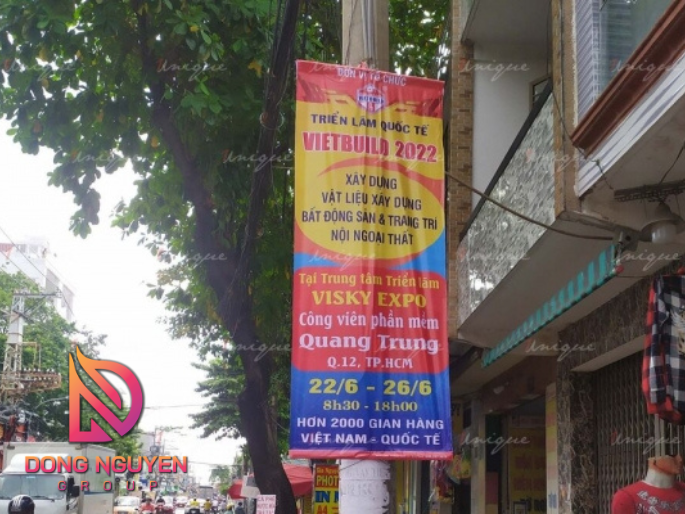 ĐƠN VỊ TỔ CHỨC
TRIỂN LÃM QUỐC TẾ
VIETBUILD 2022
XÂY DỰNG
VẬT LIỆU XÂY DỰNG
BẤT ĐỘNG SẢN & TRANG TRÍ
NỘI NGOẠI THẤT
Tại Trung tâm Triển lãm
VISKY EXPO
Công viên phần mềm
Quang Trung
Q.12, TP.HCM
22/6 - 26/6
8h30 - 18h00
HƠN 2000 GIAN HÀNG
VIỆT NAM - QUỐC TẾ
DONG NGUYEN
GROUP
Unique